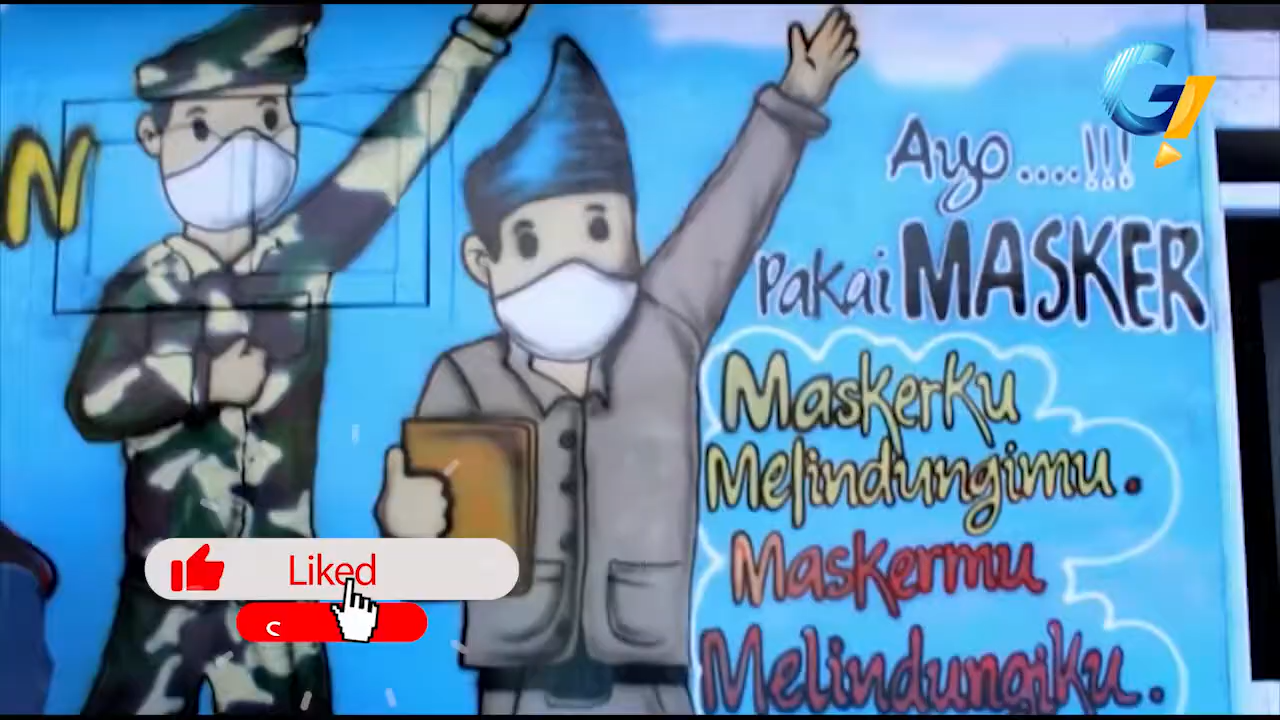 N
Ayo....!!!
Pakai MASKER
Maskerku
Melindungimu.
Maskermu
Melindungiku.
Liked
G!